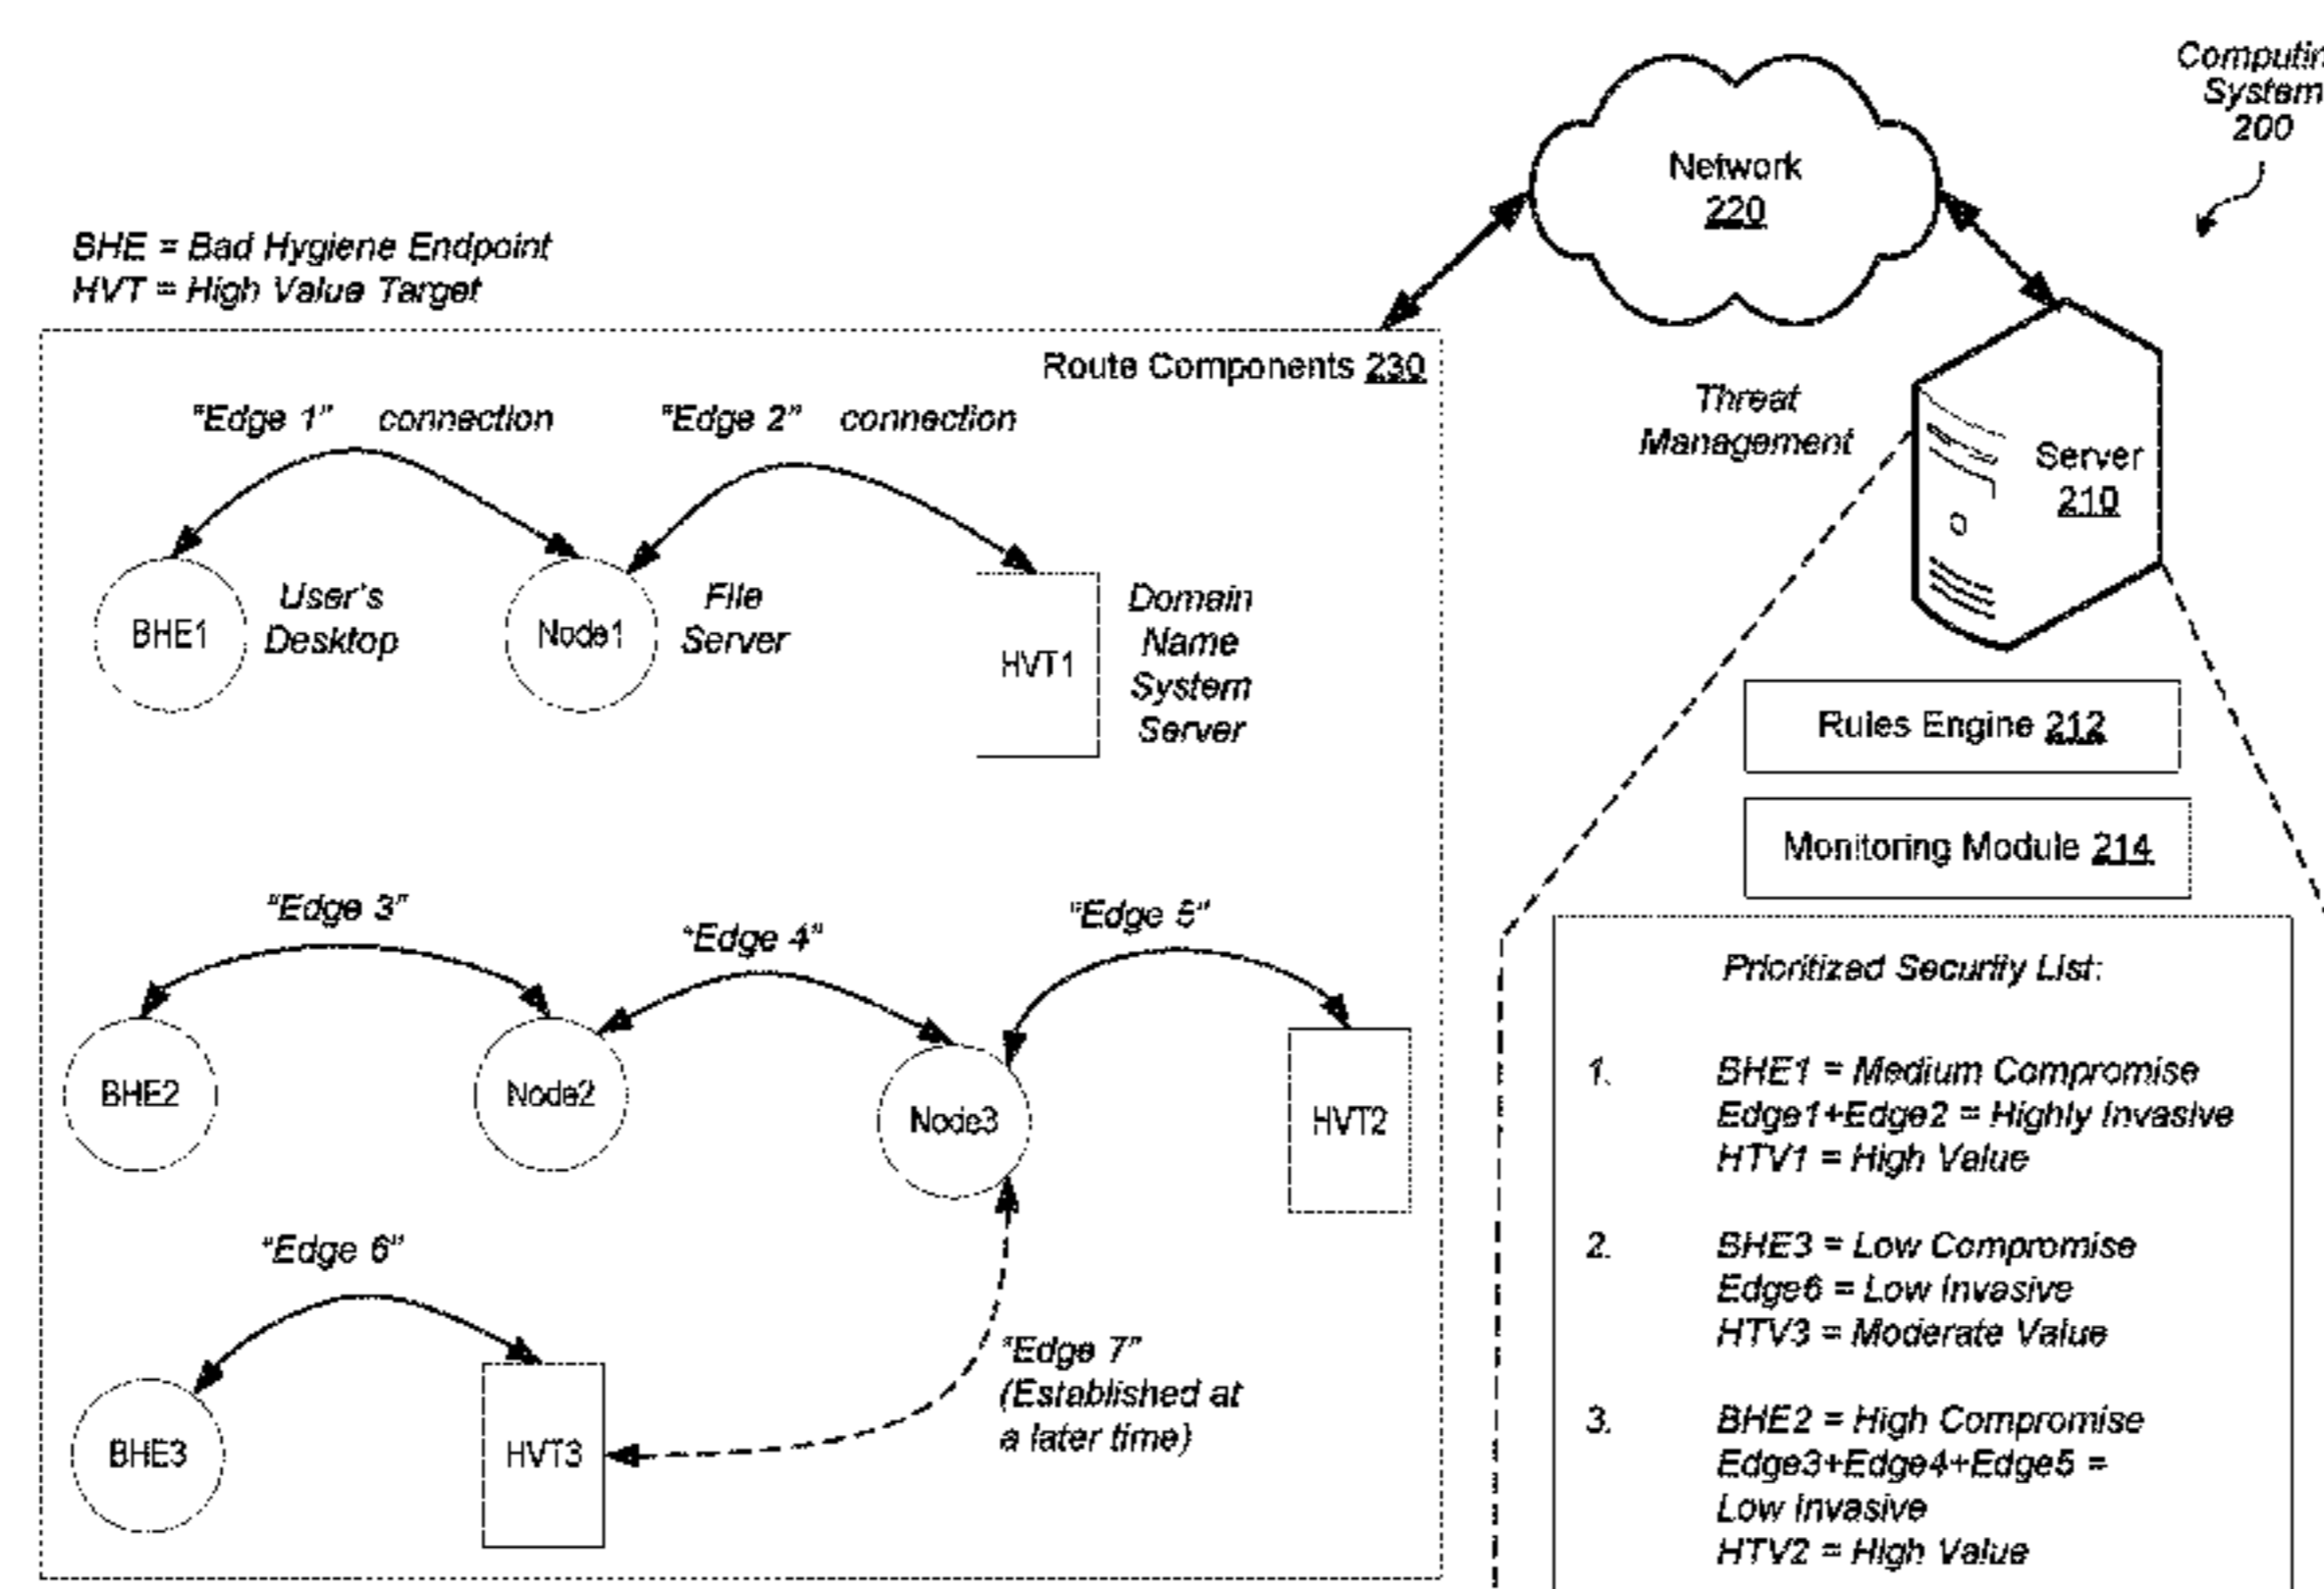 Computin
System
200
Network
220
BHE = Bad Hygiene Endpoint
HVT = High Value Target
Route Components 230
"Edge 1" connection
"Edge 2" connection
Threat
Management
Server
210
BHE1
User's
Desktop
Node1
File
Server
HVT1
Domain
Name
System
Server
Rules Engine 212
Monitoring Module 214
"Edge 3"
"Edge 4"
"Edge 5"
BHE2
Node2
Node3
HVT2
"Edge 6"
BHE3
HVT3
"Edge 7"
(Established at
a later time)
Prioritized Security List:
1. BHE1 = Medium Compromise
Edge1+Edge2 = Highly Invasive
HTV1 = High Value
2. BHE3 = Low Compromise
Edge6 = Low Invasive
HTV3 = Moderate Value
3. BHE2 = High Compromise
Edge3+Edge4+Edge5 =
Low Invasive
HTV2 = High Value